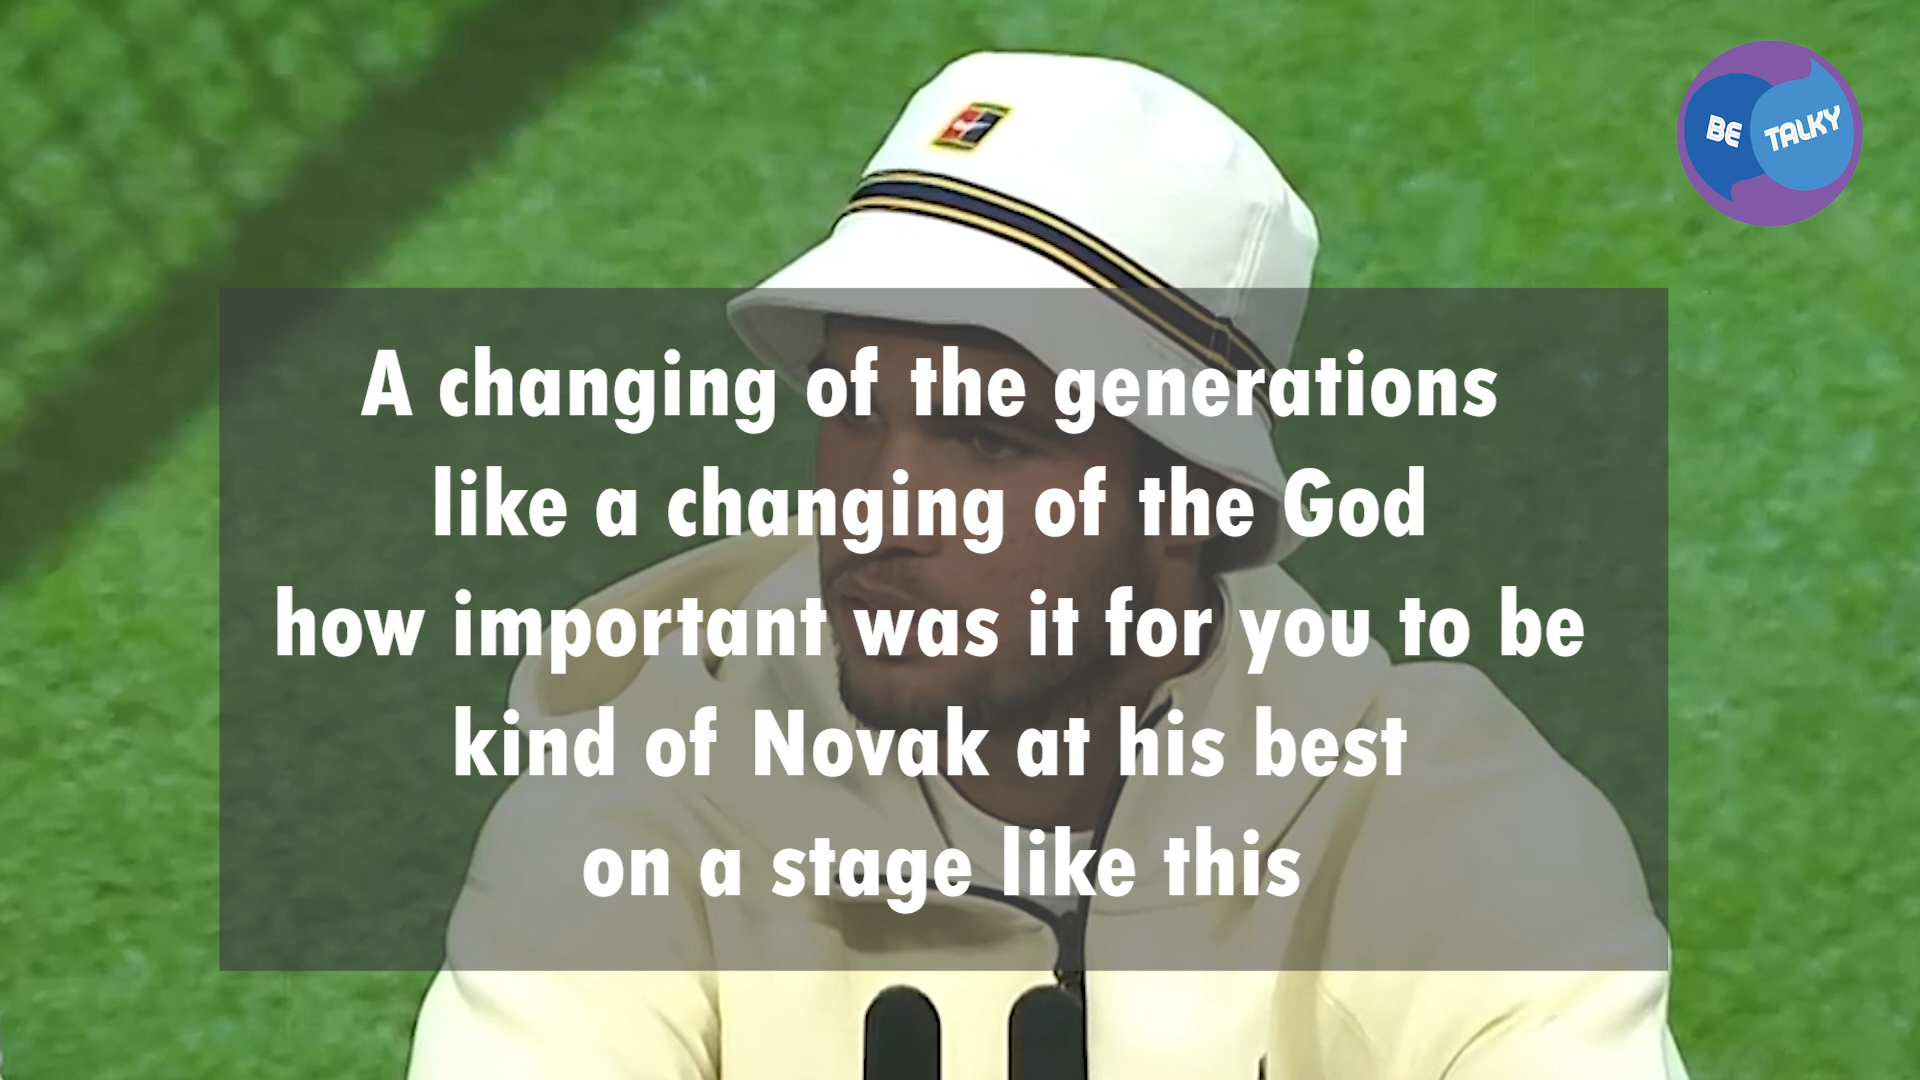 BE TALKY
A changing of the generations
like a changing of the God
how important was it for you to be
kind of Novak at his best
on a stage like this